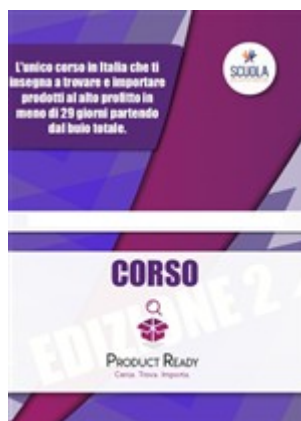 L'unico corso in Italia che ti
insegna a trovare e importare
prodotti al alto profitto in
meno di 29 giorni partendo
dal buio totale.
SCUOLA
CORSO
EDIZIONE 2
PRODUCT READY
Cerca. Trova. Importa.